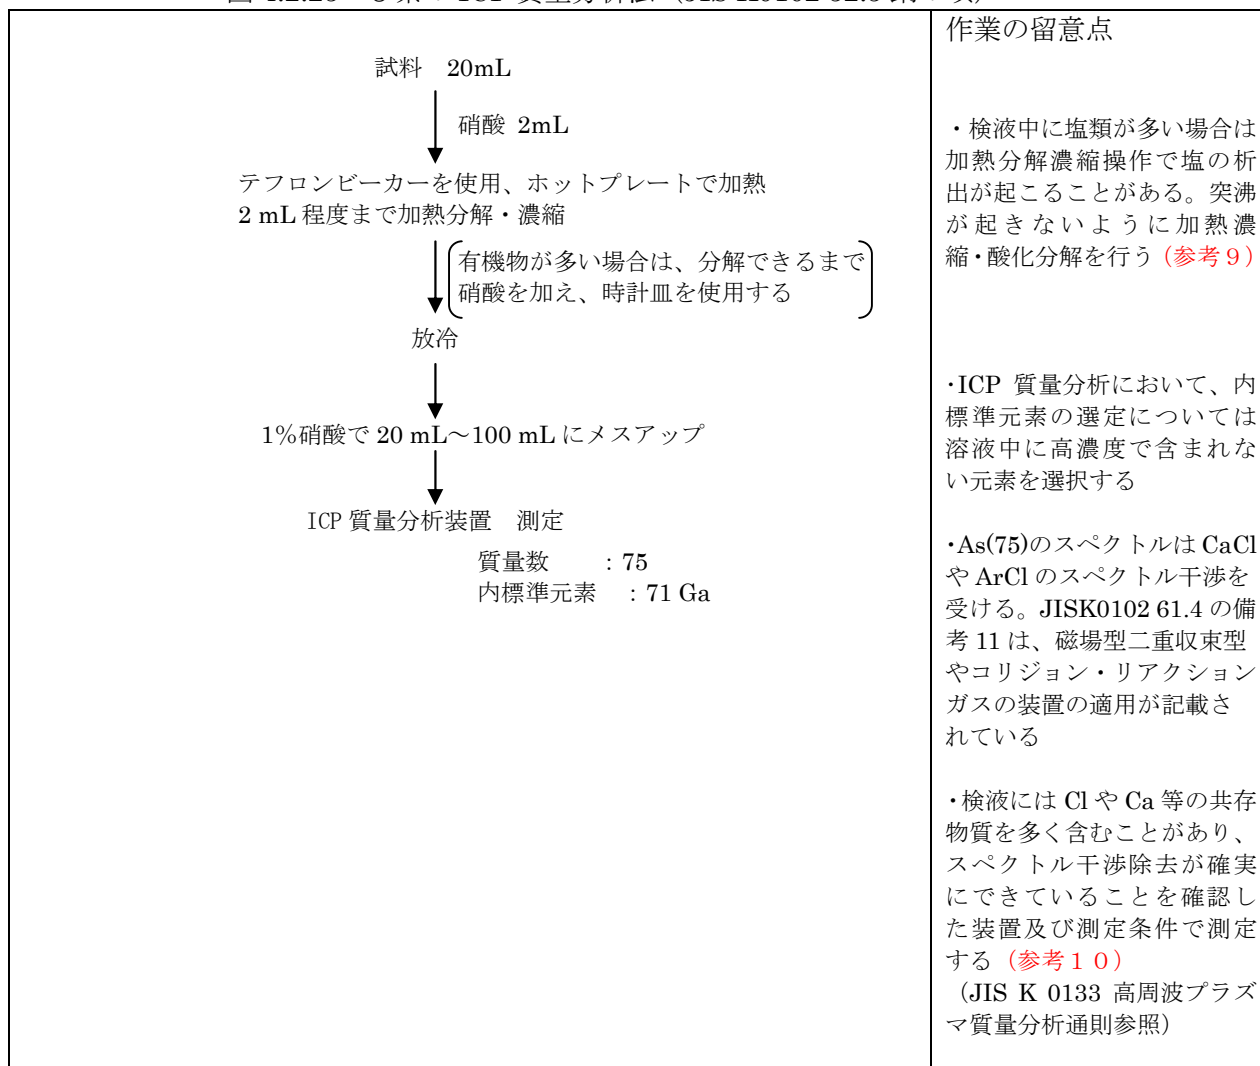 作業の留意点
試料　20mL
硝酸 2mL
テフロンビーカーを使用、ホットプレートで加熱
2 mL 程度まで加熱分解・濃縮
有機物が多い場合は、分解できるまで
硝酸を加え、時計皿を使用する
放冷
1%硝酸で 20 mL～100 mL にメスアップ
ICP 質量分析装置　測定
質量数　　：75
内標準元素　：71 Ga
・検液中に塩類が多い場合は
加熱分解濃縮操作で塩の析
出が起こることがある。突沸
が起きないように加熱濃
縮・酸化分解を行う（参考９）
・ICP 質量分析において、内
標準元素の選定については
溶液中に高濃度で含まれな
い元素を選択する
・As(75)のスペクトルは CaCl
や ArCl のスペクトル干渉を
受ける。JISK0102 61.4 の備
考 11 は、磁場型二重収束型
やコリジョン・リアクション
ガスの装置の適用が記載さ
れている
・検液には Cl や Ca 等の共存
物質を多く含むことがあり、
スペクトル干渉除去が確実
にできていることを確認し
た装置及び測定条件で測定
する（参考１０）
（JIS K 0133 高周波プラズ
マ質量分析通則参照）